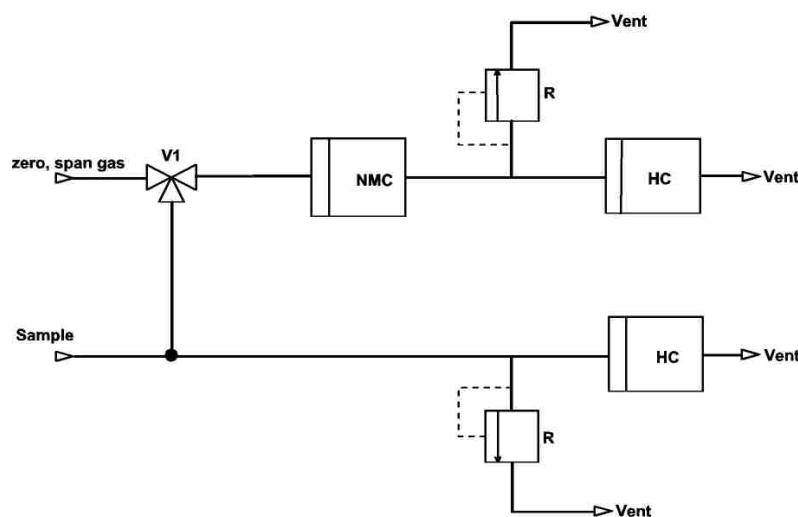 Vent
R
V1
zero, span gas
NMC
HC
Vent
Sample
HC
Vent
R
Vent